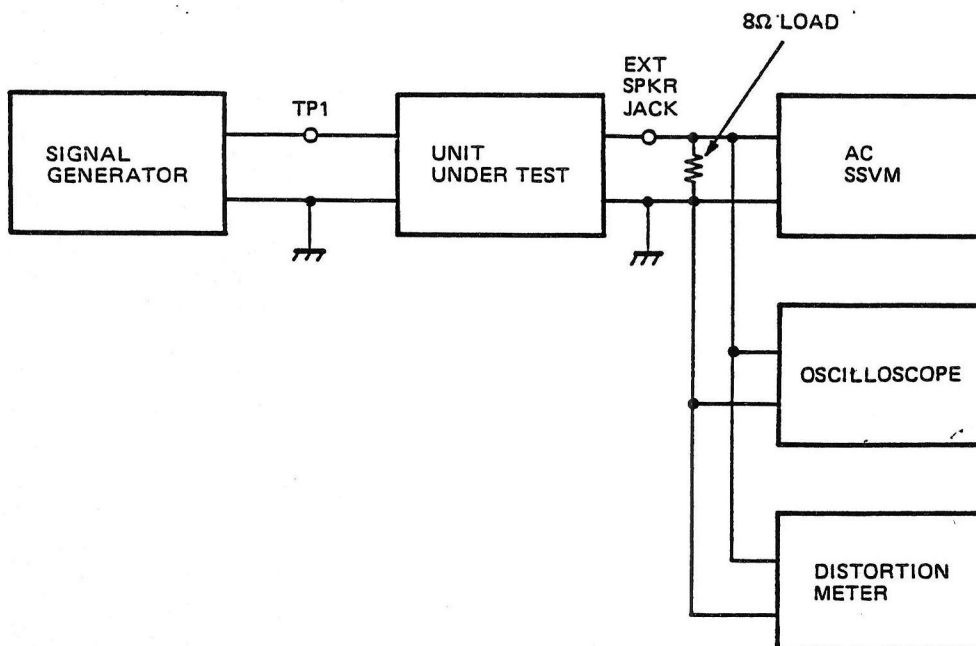 8Ω LOAD
EXT
SPKR
JACK
TP1
SIGNAL
GENERATOR
UNIT
UNDER TEST
AC
SSVM
OSCILLOSCOPE
DISTORTION
METER